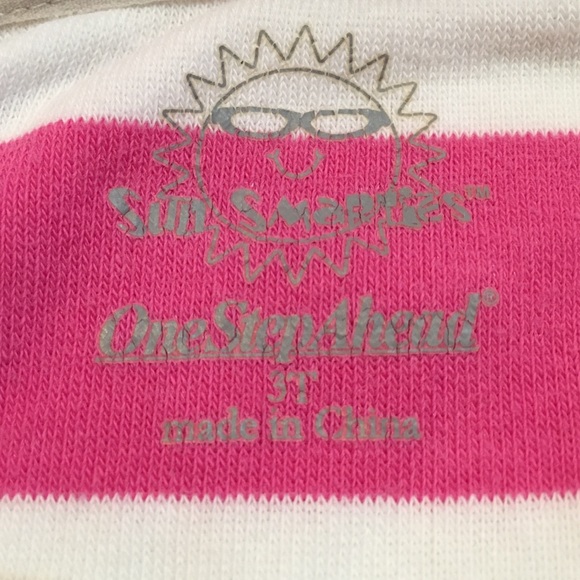 Sun Smarties™
One Step Ahead®
3T
made in China